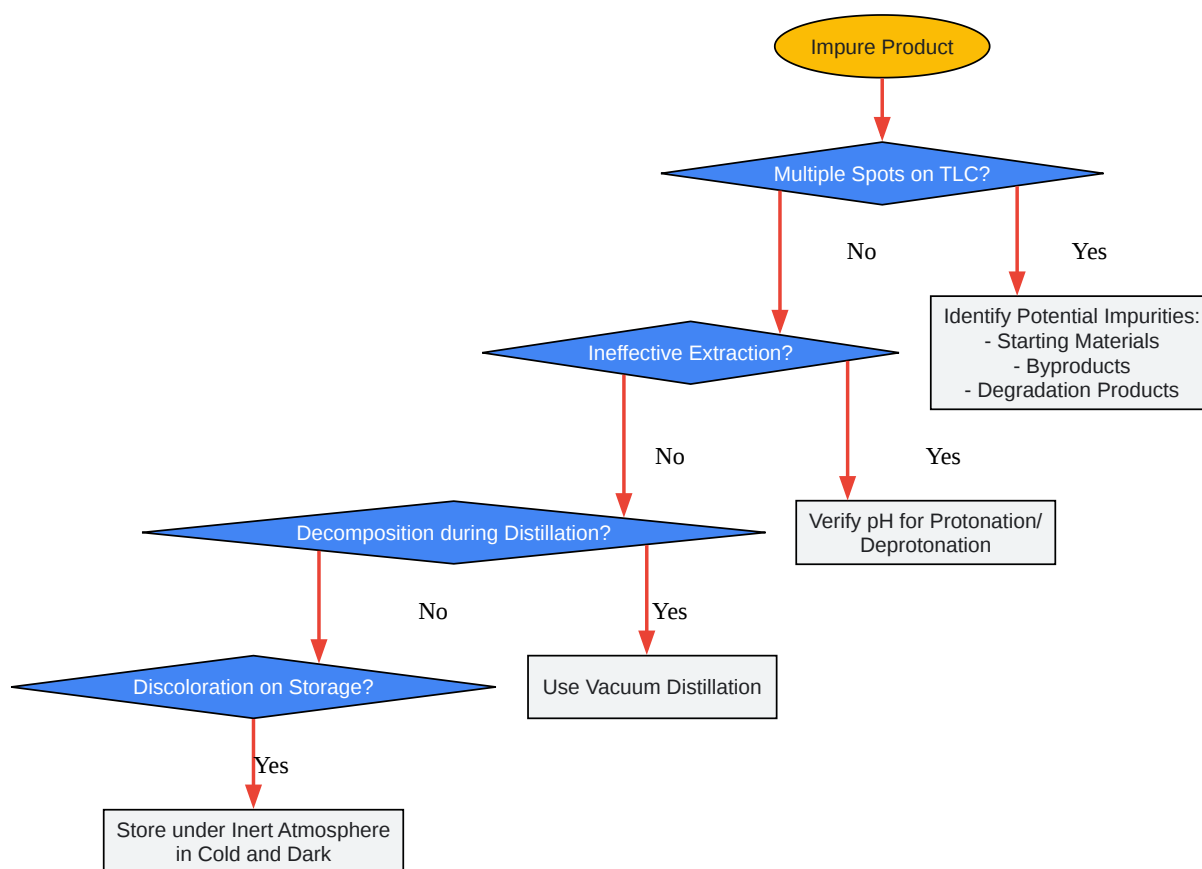 Impure Product
Multiple Spots on TLC?
No
Yes
Identify Potential Impurities:
- Starting Materials
- Byproducts
- Degradation Products
Ineffective Extraction?
No
Yes
Verify pH for Protonation/
Deprotonation
Decomposition during Distillation?
No
Yes
Use Vacuum Distillation
Discoloration on Storage?
Yes
Store under Inert Atmosphere
in Cold and Dark